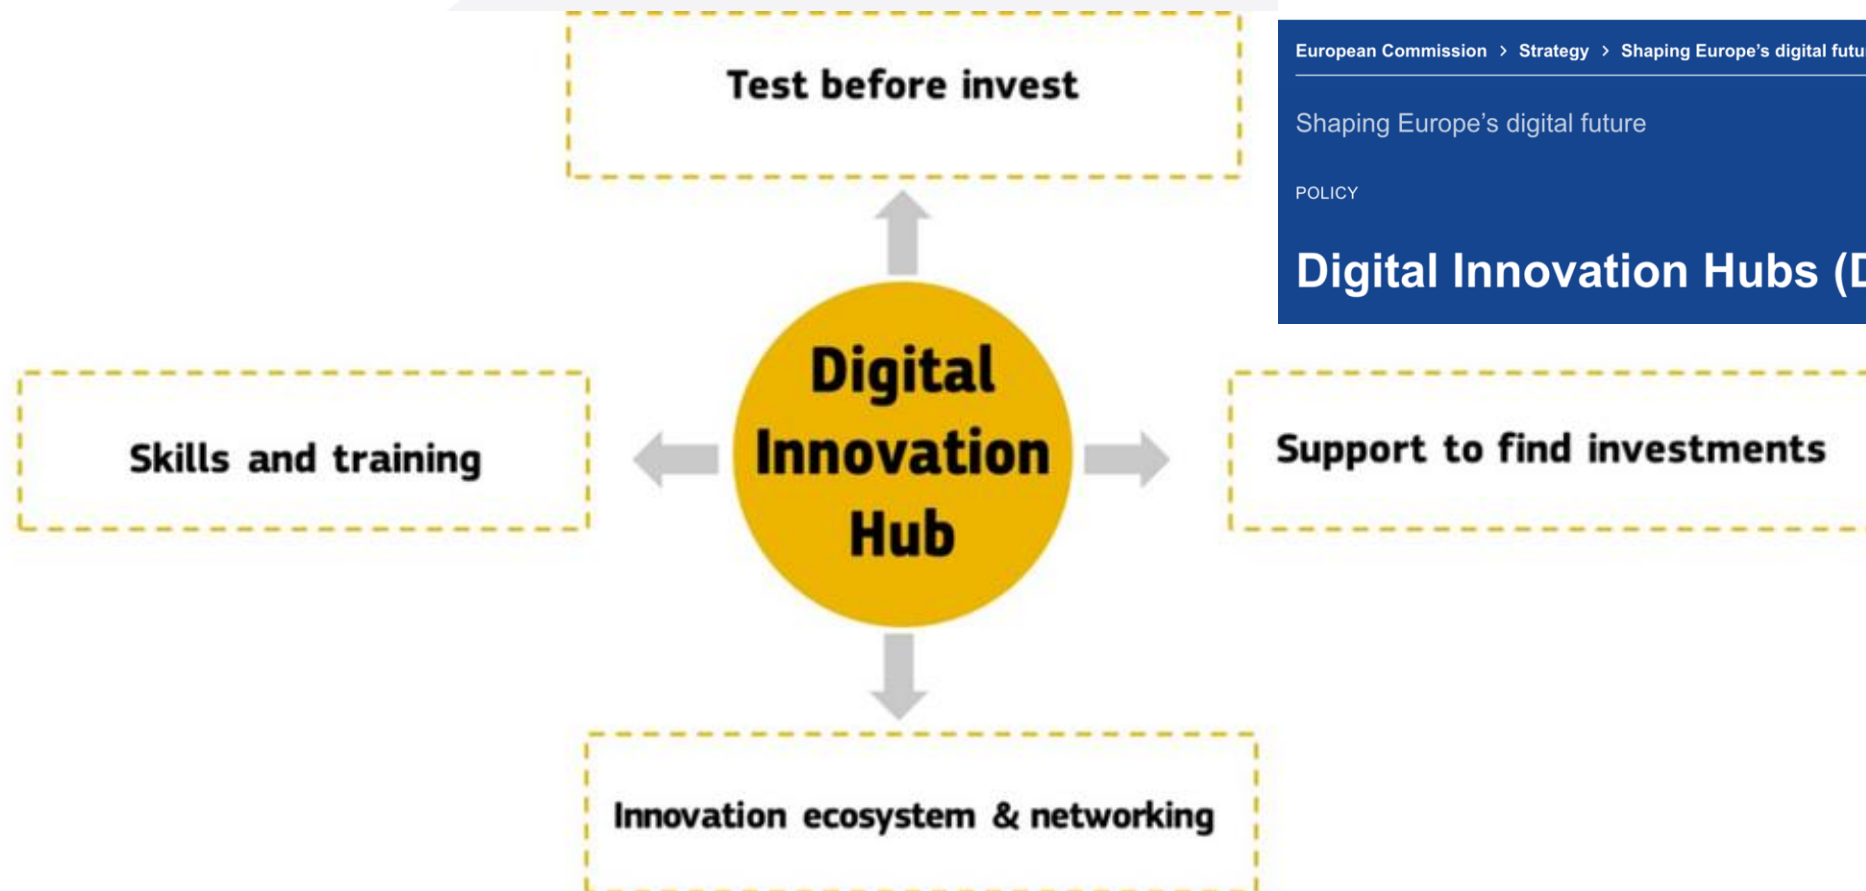 Test before invest
European Commission > Strategy > Shaping Europe's digital
Shaping Europe's digital future
POLICY
Digital Innovation Hubs
Digital
Innovation
Hub
Skills and training
Support to find investments
Innovation ecosystem & networking